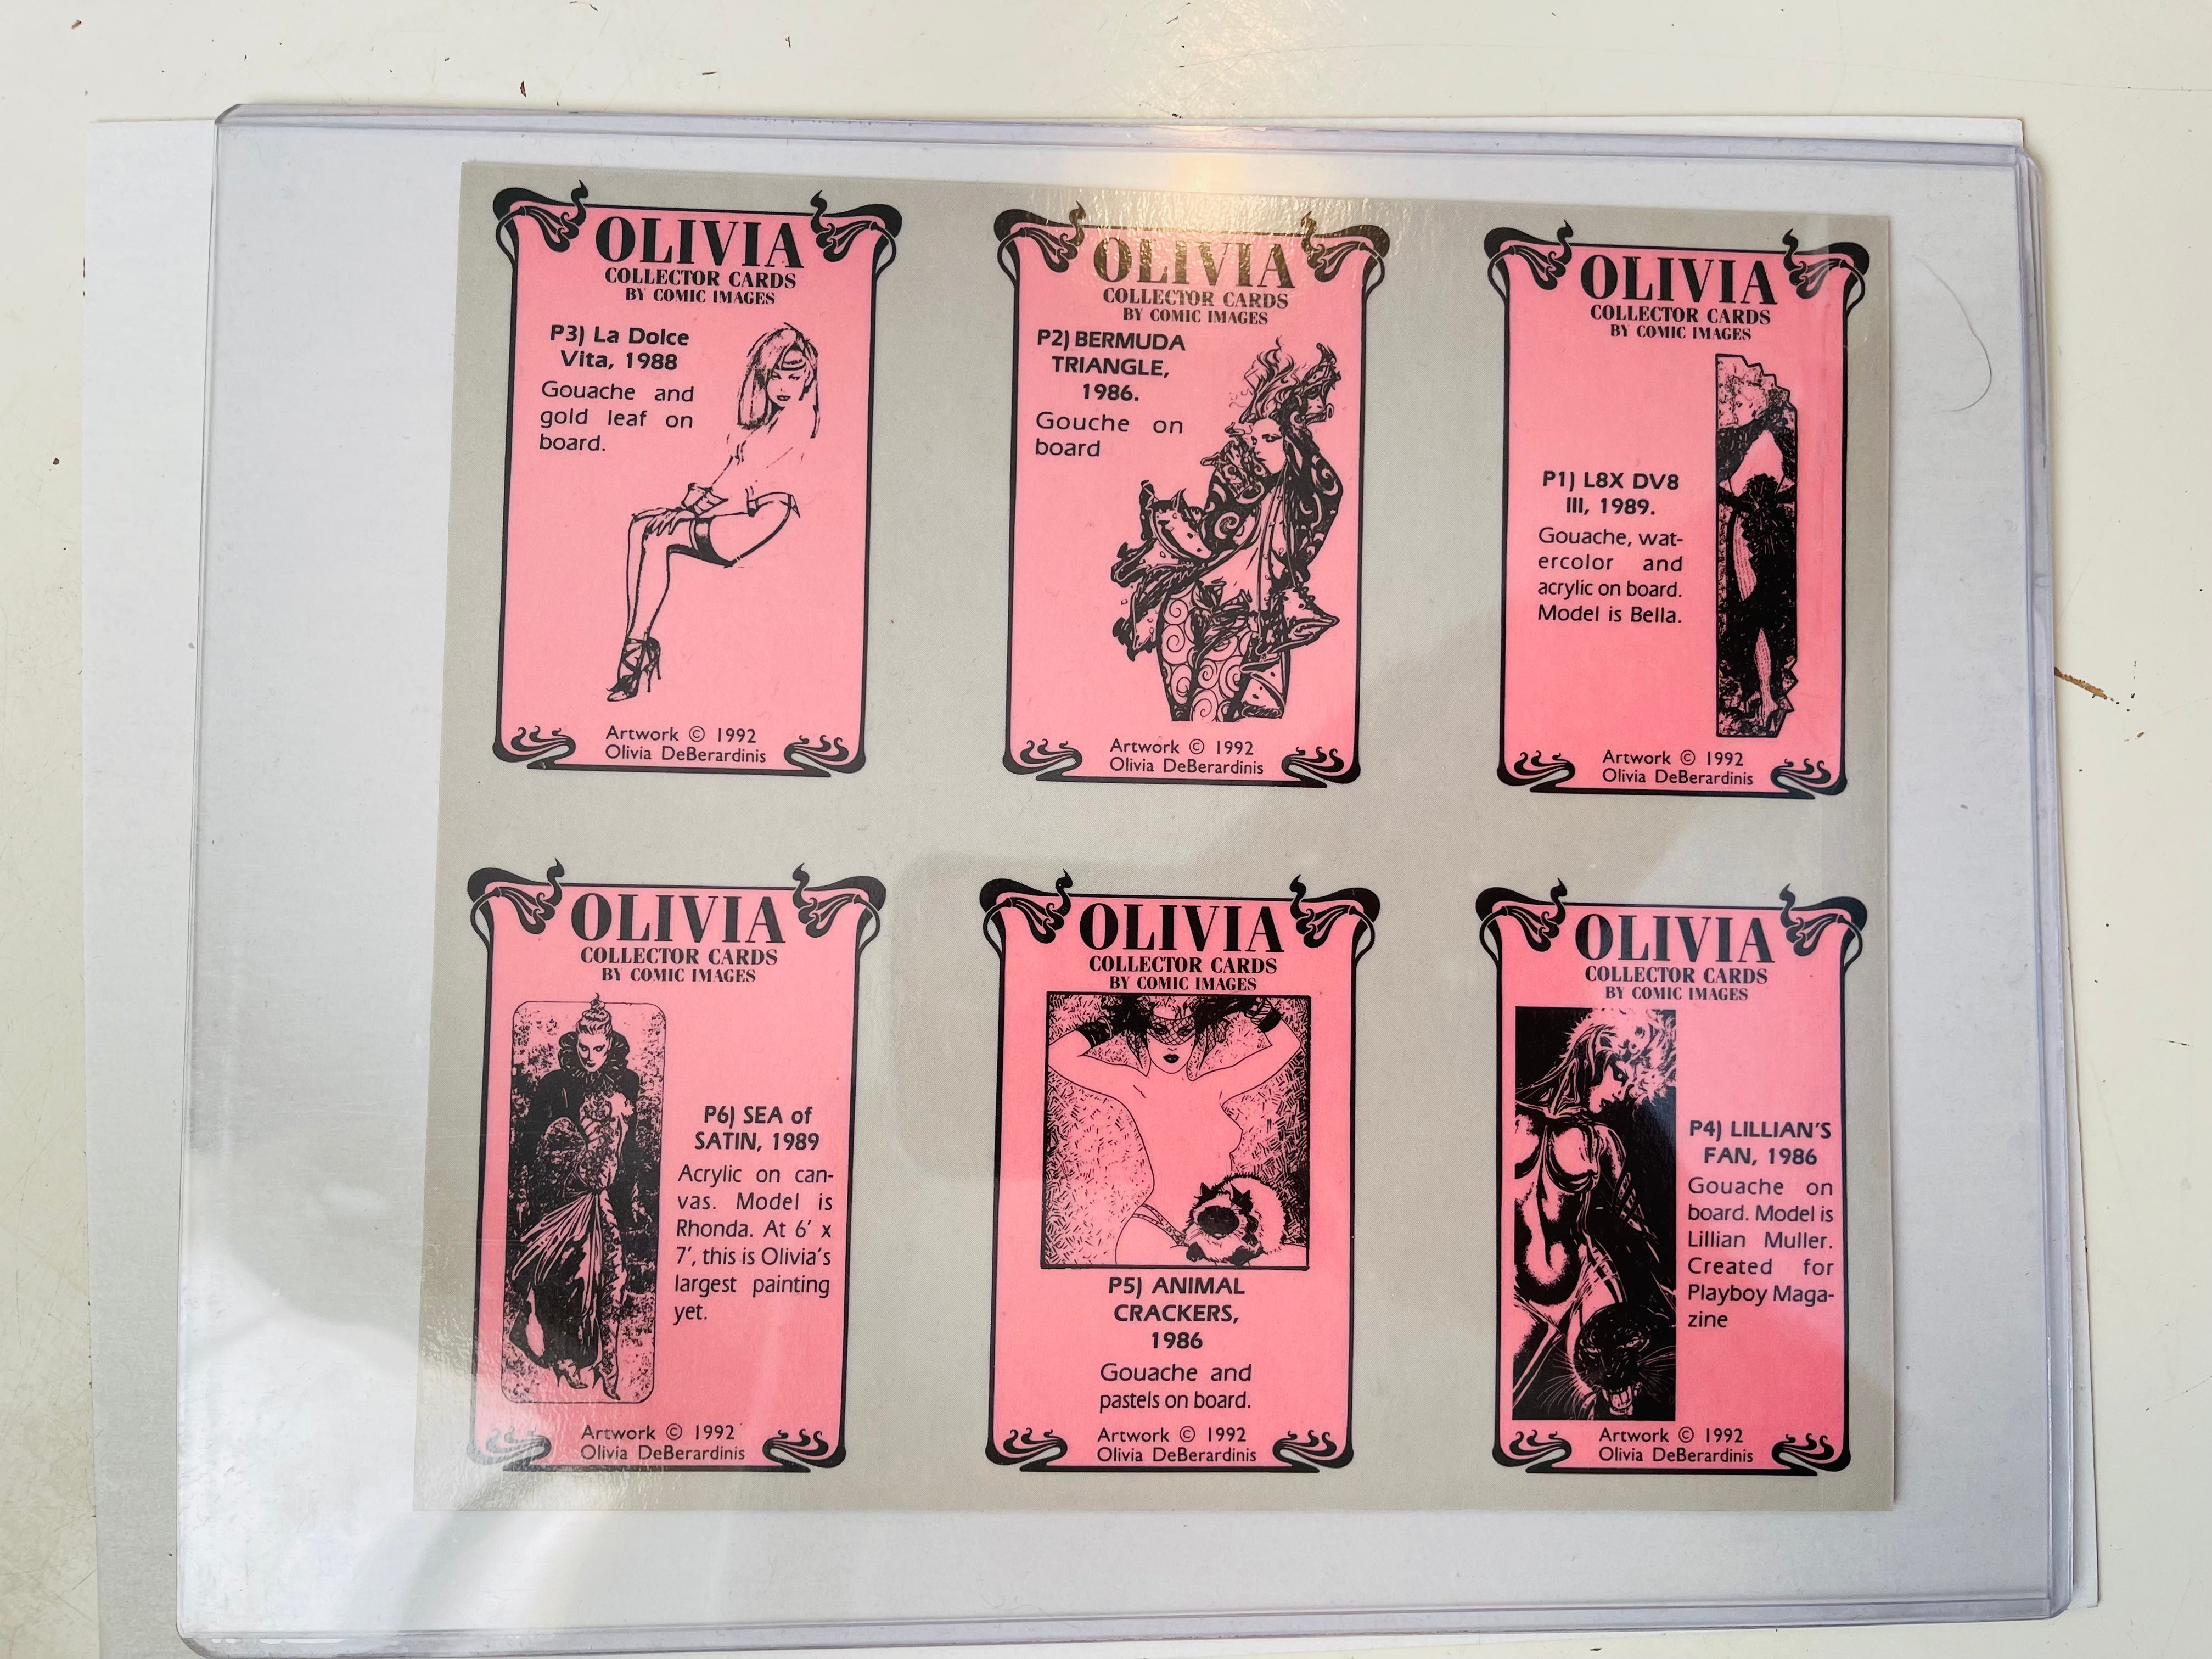 OLIVIA
COLLECTOR CARDS
BY COMIC IMAGES
P3) La Dolce
Vita, 1988
Gouache and
gold leaf on
board.
Artwork © 1992
Olivia DeBerardinis
OLIVIA
COLLECTOR CARDS
BY COMIC IMAGES
P2) BERMUDA
TRIANGLE,
1986.
Gouche on
board
Artwork © 1992
Olivia DeBerardinis
OLIVIA
COLLECTOR CARDS
BY COMIC IMAGES
P1) L8X DV8
III, 1989.
Gouache, wat-
ercolor and
acrylic on board.
Model is Bella.
Artwork © 1992
Olivia DeBerardinis
OLIVIA
COLLECTOR CARDS
BY COMIC IMAGES
P6) SEA of
SATIN, 1989
Acrylic on can-
vas. Model is
Rhonda. At 6' x
7', this is Olivia's
largest painting
yet.
Artwork © 1992
Olivia DeBerardinis
OLIVIA
COLLECTOR CARDS
BY COMIC IMAGES
P5) ANIMAL
CRACKERS,
1986
Gouache and
pastels on board.
Artwork © 1992
Olivia DeBerardinis
OLIVIA
COLLECTOR CARDS
BY COMIC IMAGES
P4) LILLIAN'S
FAN, 1986
Gouache on
board. Model is
Lillian Muller.
Created for
Playboy Maga-
zine
Artwork © 1992
Olivia DeBerardinis